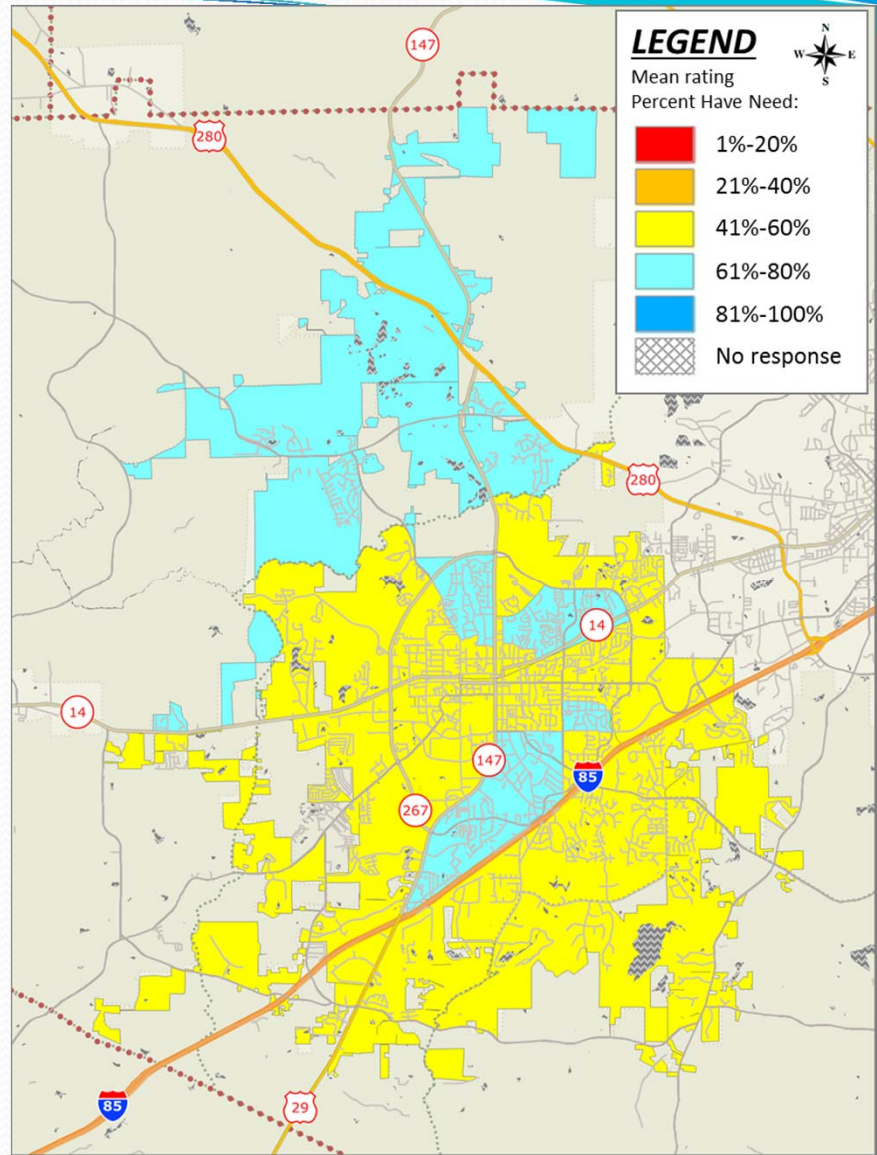 147
LEGEND
N
W E
S
Mean rating
Percent Have Need:
1%-20%
21%-40%
41%-60%
61%-80%
81%-100%
No response
280
280
14
14
147
85
267
85
29